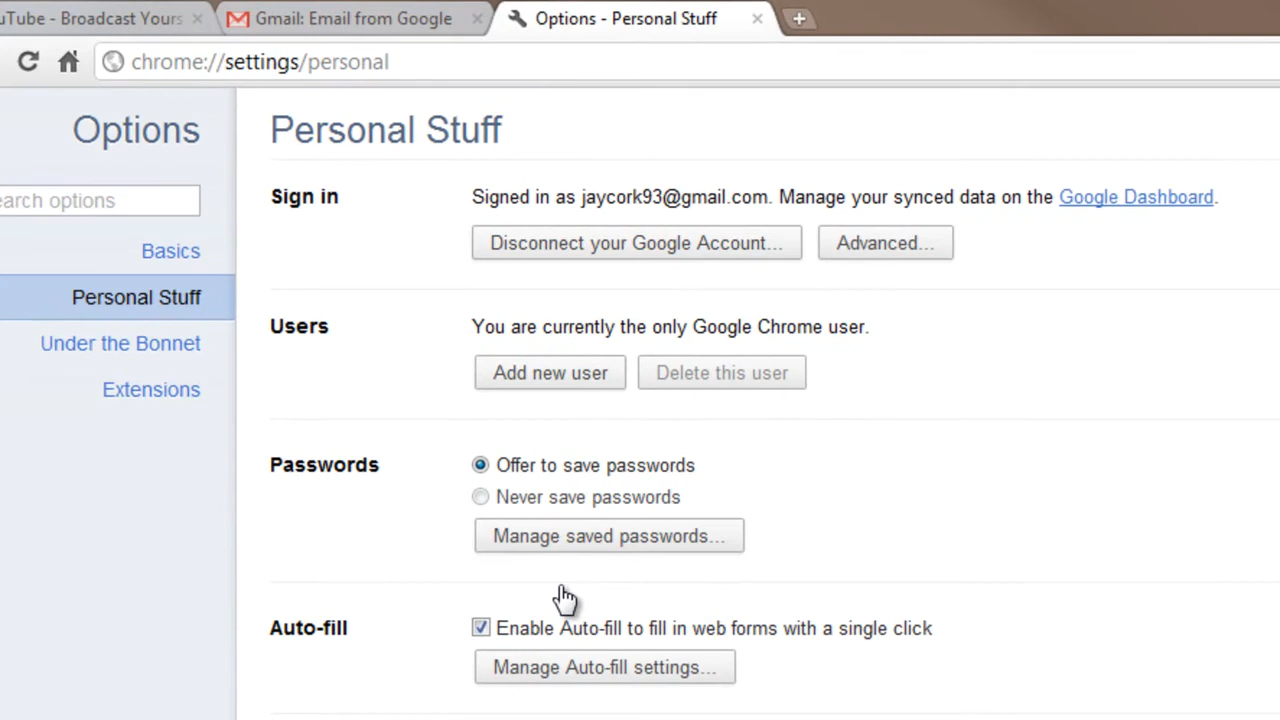 uTube - Broadcast Yours
Gmail: Email from Google
Options - Personal Stuff
chrome://settings/personal
Options
earch options
Basics
Personal Stuff
Under the Bonnet
Extensions
Personal Stuff
Sign in
Signed in as jaycork93@gmail.com. Manage your synced data on the Google Dashboard.
Disconnect your Google Account...
Advanced...
Users
You are currently the only Google Chrome user.
Add new user
Delete this user
Passwords
Offer to save passwords
Never save passwords
Manage saved passwords...
Auto-fill
Enable Auto-fill to fill in web forms with a single click
Manage Auto-fill settings...